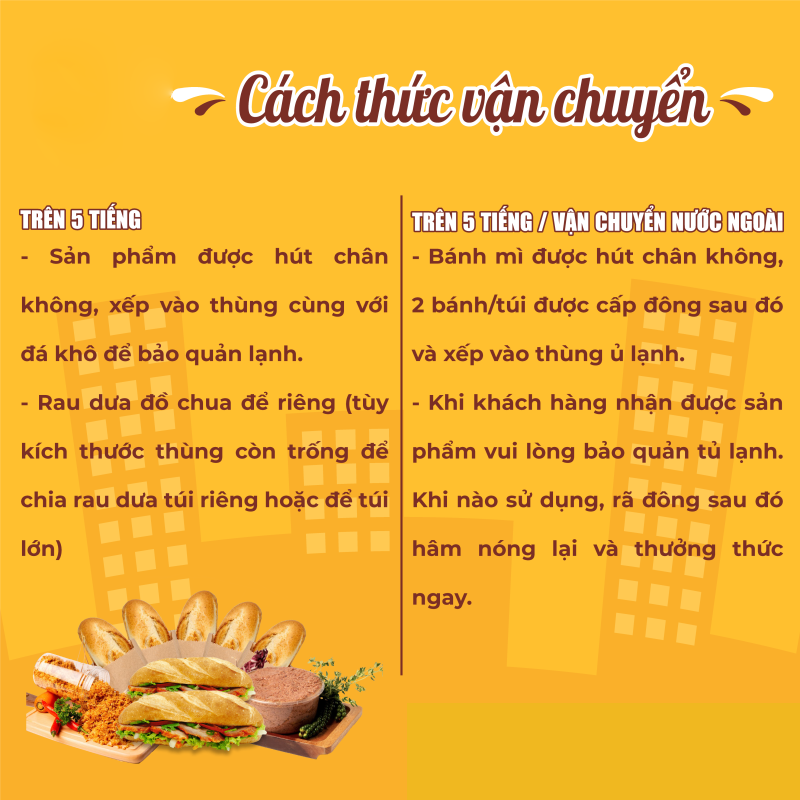 Cách thức vận chuyển
TRÊN 5 TIẾNG
- Sản phẩm được hút chân
không, xếp vào thùng cùng với
đá khô để bảo quản lạnh.
- Rau dưa đồ chua để riêng (tùy
kích thước thùng còn trống để
chia rau dưa túi riêng hoặc để túi
lớn)
TRÊN 5 TIẾNG / VẬN CHUYỂN NƯỚC NGOÀI
- Bánh mì được hút chân không,
2 bánh/túi được cấp đông sau đó
và xếp vào thùng ủ lạnh.
- Khi khách hàng nhận được sản
phẩm vui lòng bảo quản tủ lạnh.
Khi nào sử dụng, rã đông sau đó
hâm nóng lại và thưởng thức
ngay.